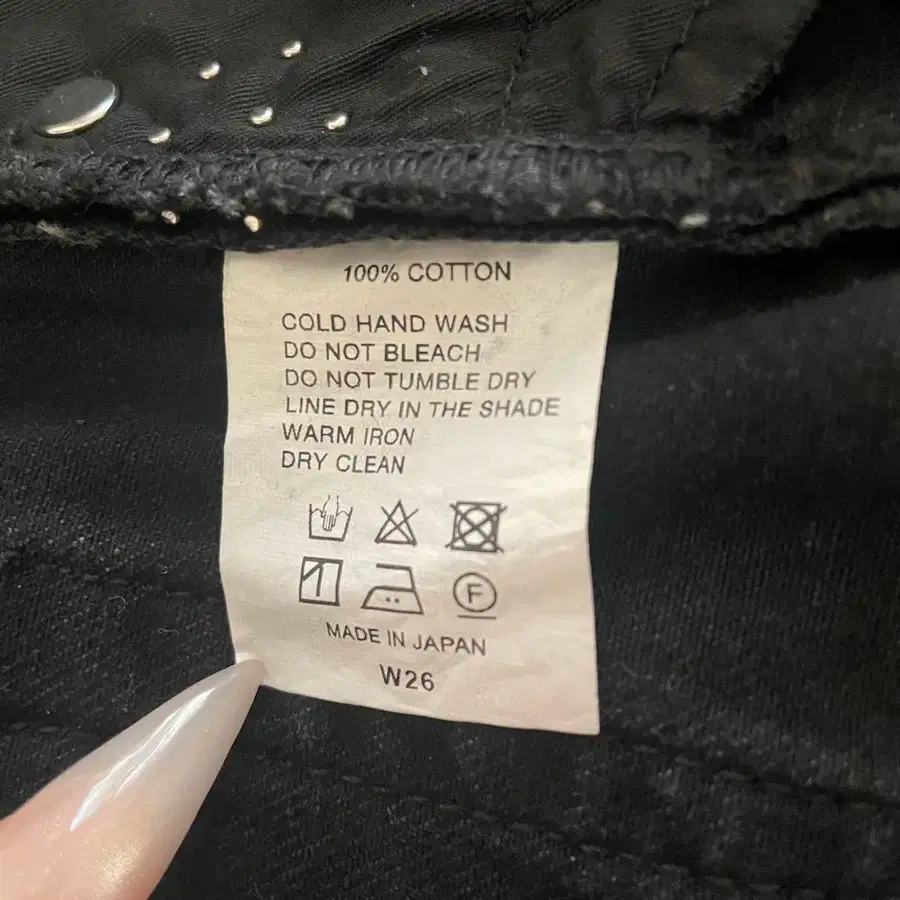 100% COTTON
COLD HAND WASH
DO NOT BLEACH
DO NOT TUMBLE DRY
LINE DRY IN THE SHADE
WARM IRON
DRY CLEAN
F
MADE IN JAPAN
W26